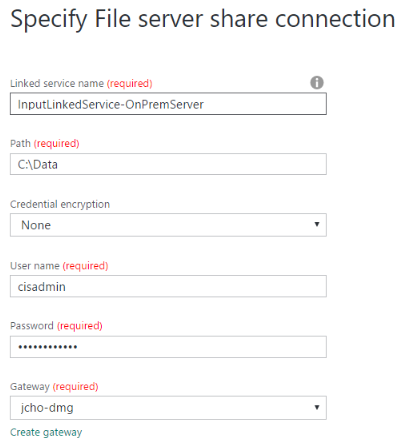 Specify File server share connection
Linked service name (required)
InputLinkedService-OnPremServer
Path (required)
C:\Data
Credential encryption
None
User name (required)
cisadmin
Password (required)
••••••••••••
Gateway (required)
jcho-dmg
Create gateway